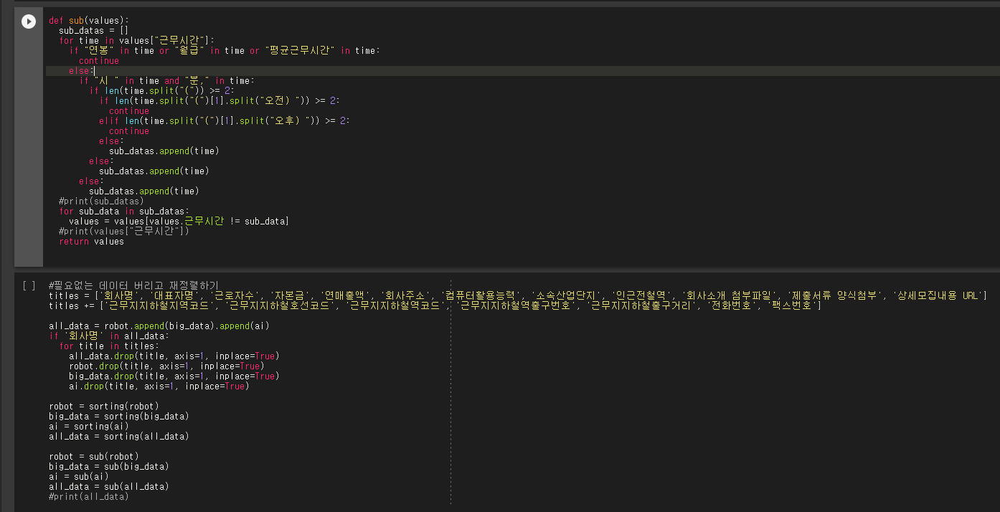 def sub(values):
  sub_datas = []
  for time in values["근무시간"]:
    if "연봉" in time or "월급" in time or "평균근무시간" in time:
      continue
    else:
      if "시 " in time and "분," in time:
        if len(time.split("(")) >= 2:
          if len(time.split("(")[1].split("오전) ")) >= 2:
            continue
          elif len(time.split("(")[1].split("오후) ")) >= 2:
            continue
          else:
            sub_datas.append(time)
        else:
          sub_datas.append(time)
      else:
        sub_datas.append(time)
  #print(sub_datas)
  for sub_data in sub_datas:
    values = values[values.근무시간 != sub_data]
  #print(values["근무시간"])
  return values
[ ] #필요없는 데이터 버리고 재정렬하기
titles = ['회사명', '대표자명', '근로자수', '자본금', '연매출액', '회사주소', '컴퓨터활용능력', '소속산업단지', '인근전철역', '회사소개 첨부파일', '제출서류 양식첨부', '상세모집내용 URL']
titles += ['근무지지하철지역코드', '근무지지하철호선코드', '근무지지하철역코드', '근무지지하철역출구번호', '근무지지하철출구거리', '전화번호', '팩스번호']
all_data = robot.append(big_data).append(ai)
if '회사명' in all_data:
  for title in titles:
    all_data.drop(title, axis=1, inplace=True)
    robot.drop(title, axis=1, inplace=True)
    big_data.drop(title, axis=1, inplace=True)
    ai.drop(title, axis=1, inplace=True)
robot = sorting(robot)
big_data = sorting(big_data)
ai = sorting(ai)
all_data = sorting(all_data)
robot = sub(robot)
big_data = sub(big_data)
ai = sub(ai)
all_data = sub(all_data)
#print(all_data)